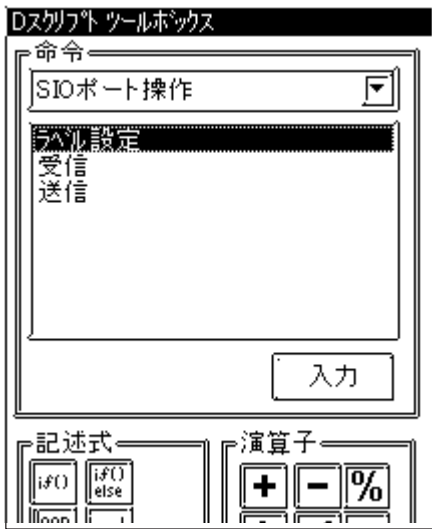 Dｽｸﾘﾌﾟﾄ ﾂｰﾙﾎﾞｯｸｽ
命令
SIOポート操作
ﾗﾍﾞﾙ設定
受信
送信
入力
記述式
演算子
if()
if()
else
+
-
%